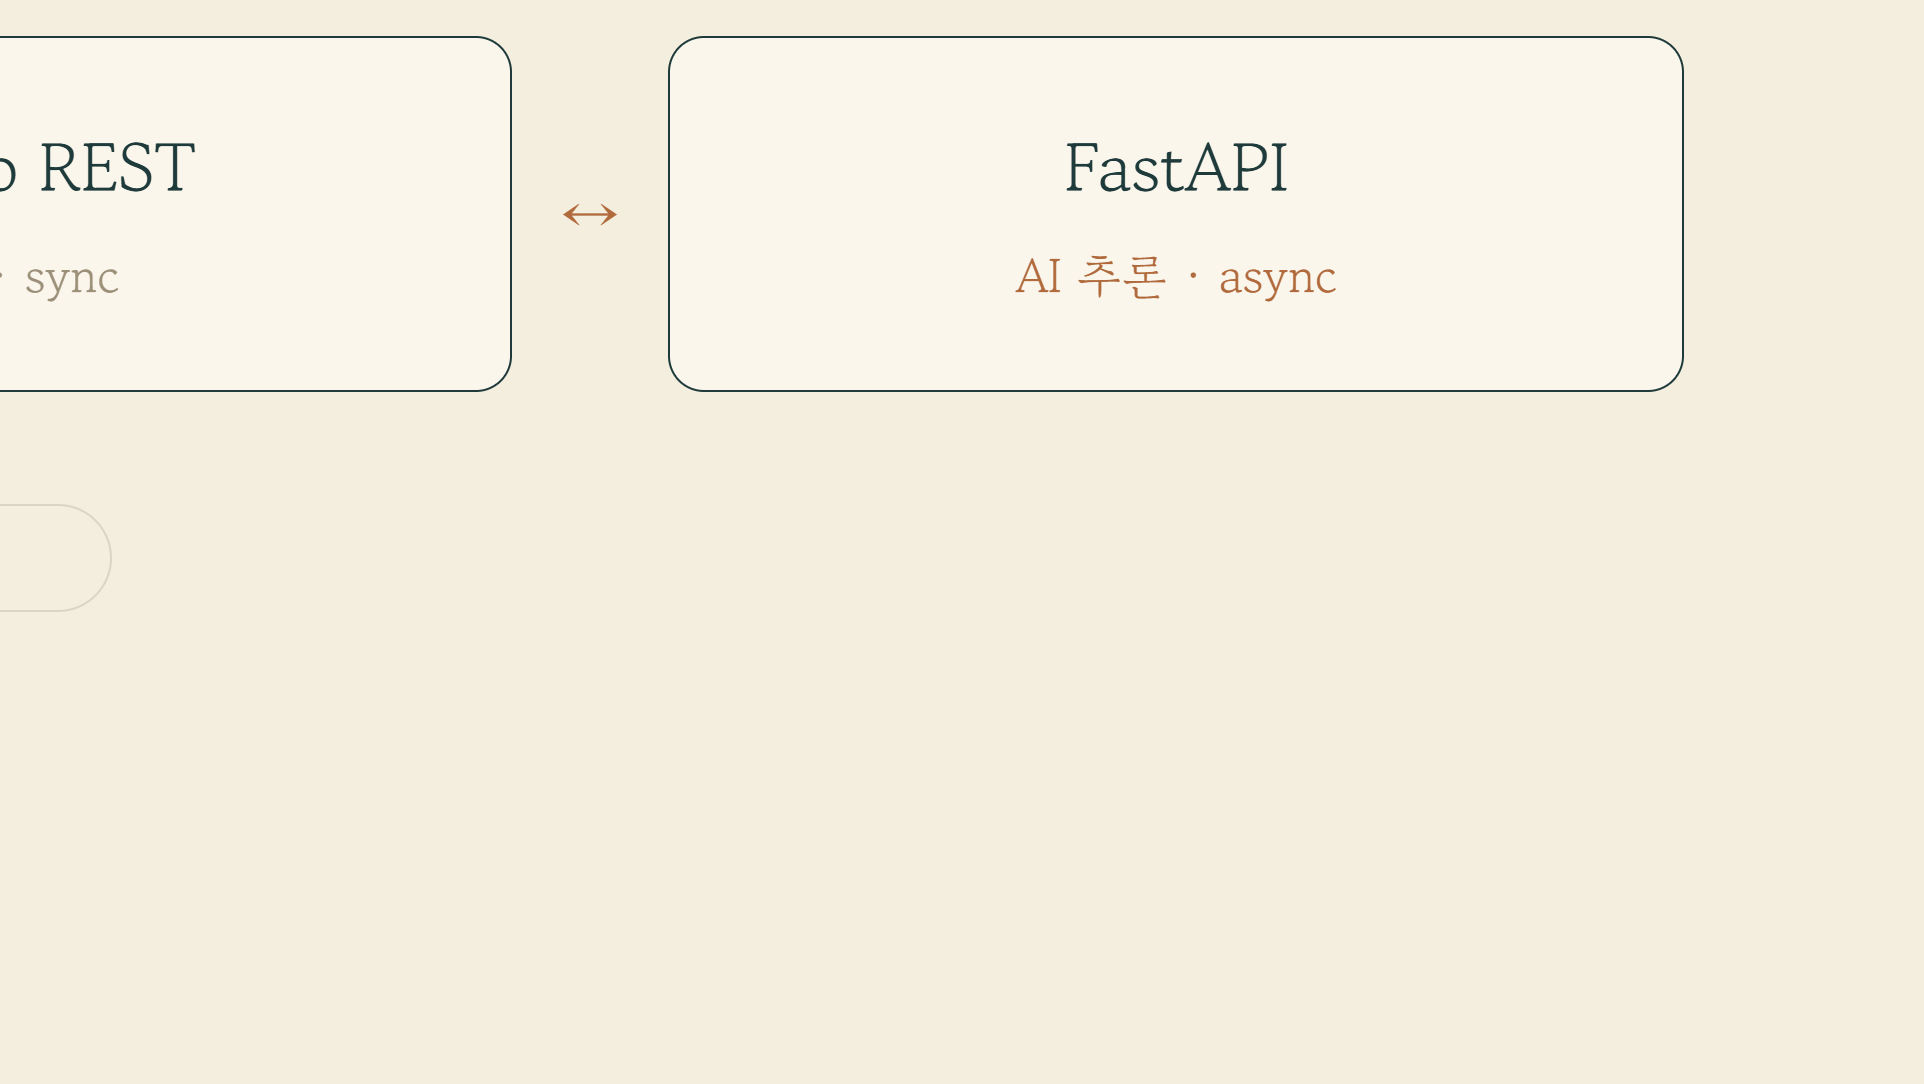 REST
· sync
↔
FastAPI
AI 추론 · async